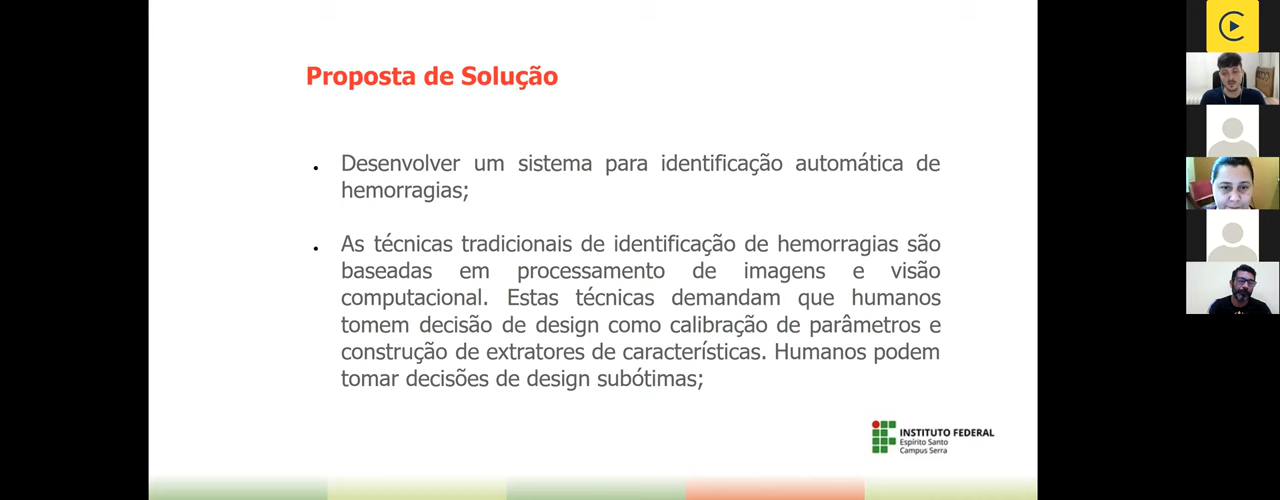 Proposta de Solução
Desenvolver um sistema para identificação automática de
hemorragias;
As técnicas tradicionais de identificação de hemorragias são
baseadas em processamento de imagens e visão
computacional. Estas técnicas demandam que humanos
tomem decisão de design como calibração de parâmetros e
construção de extratores de características. Humanos podem
tomar decisões de design subótimas;
INSTITUTO FEDERAL
Espírito Santo
Campus Serra